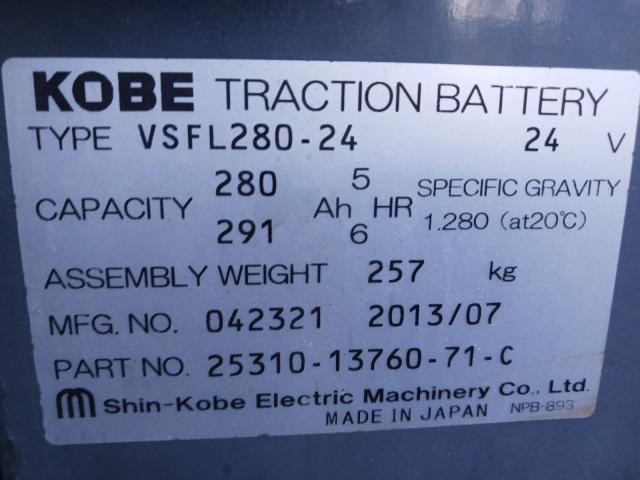 KOBE TRACTION BATTERY
TYPE VSFL280-24 24 V
CAPACITY 280 Ah 5 HR SPECIFIC GRAVITY
291 6 1.280 (at20℃)
ASSEMBLY WEIGHT 257 kg
MFG. NO. 042321 2013/07
PART NO. 25310-13760-71-C
Shin-Kobe Electric Machinery Co., Ltd.
MADE IN JAPAN NPB-893